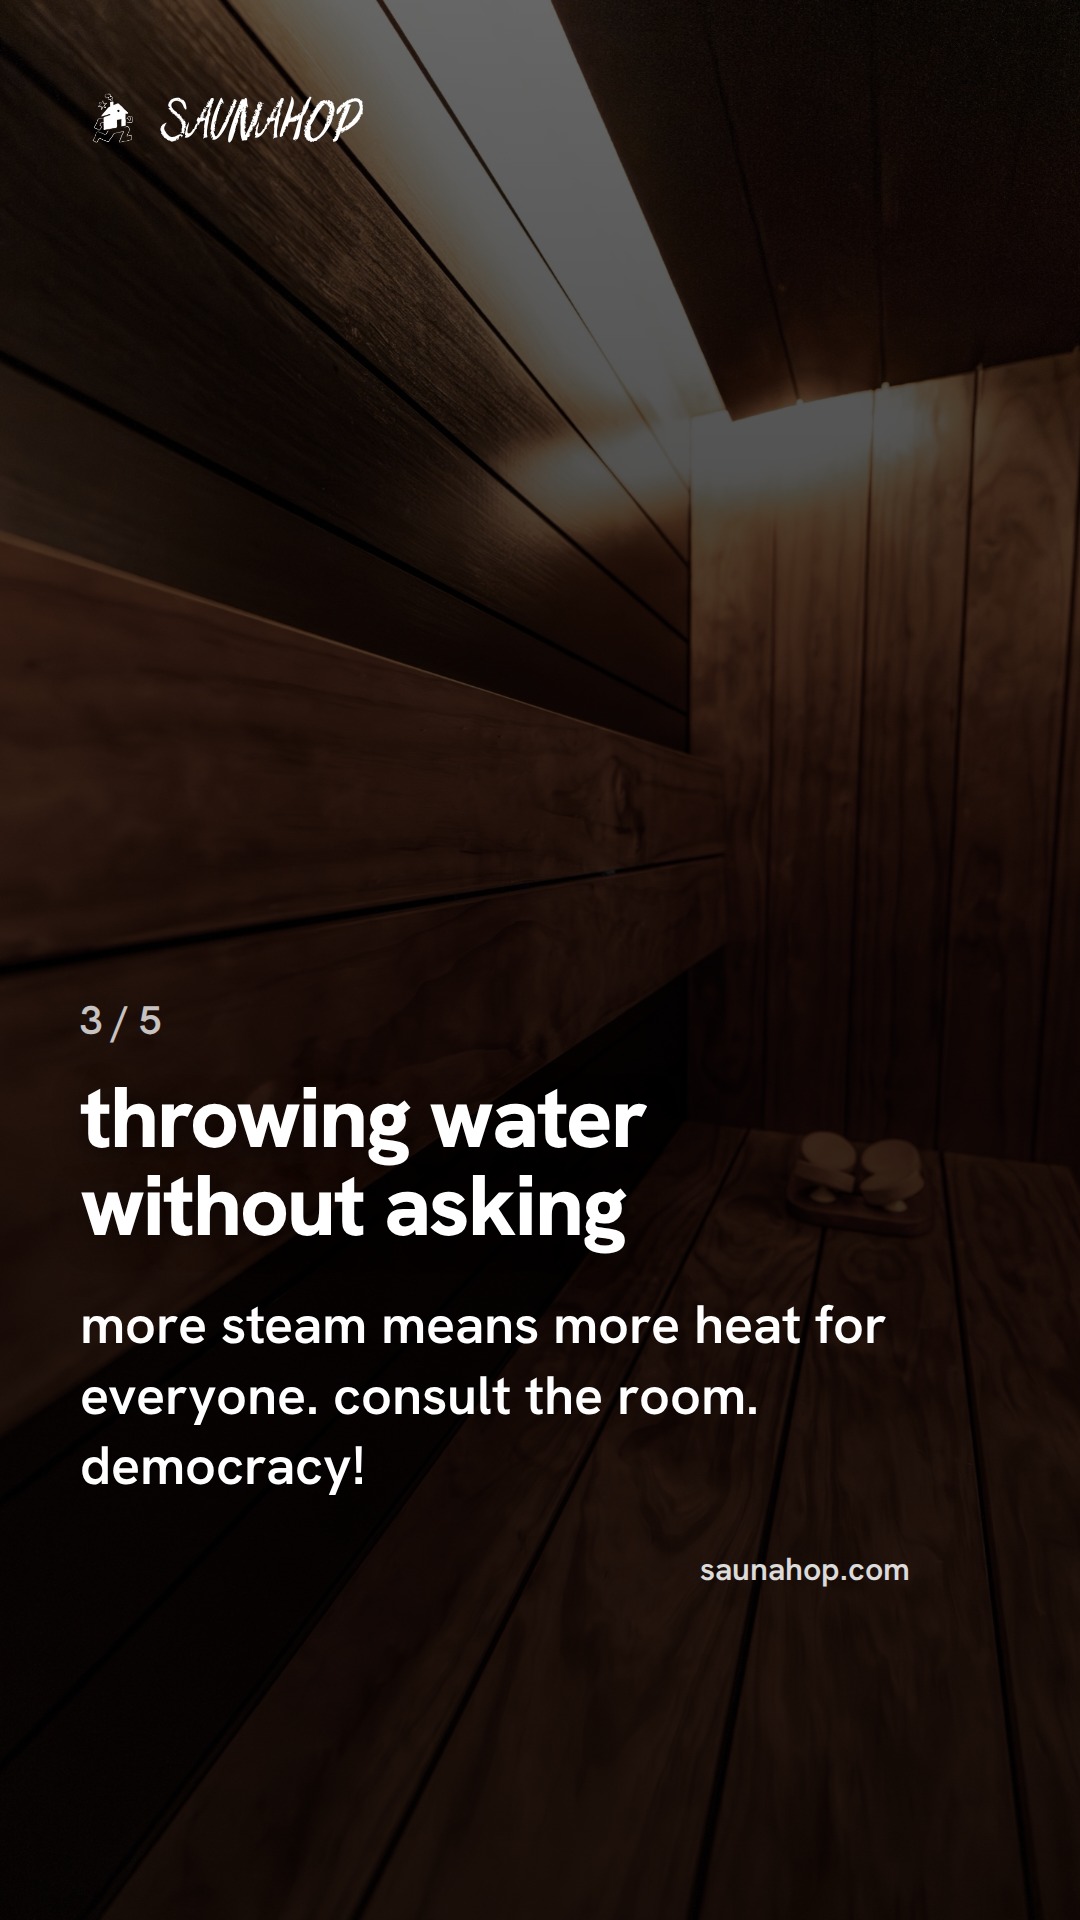 SAUNAHOP
3 / 5
throwing water
without asking
more steam means more heat for
everyone. consult the room.
democracy!
saunahop.com